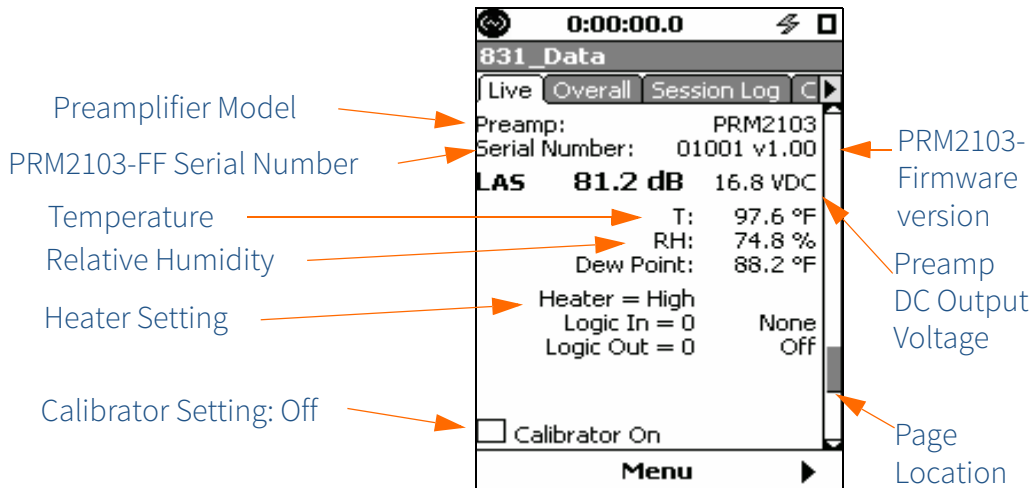 0:00:00.0
831_Data
Live Overall Session Log C
Preamp: PRM2103
Serial Number: 01001 v1.00
LAS 81.2 dB 16.8 VDC
T: 97.6 °F
RH: 74.8 %
Dew Point: 88.2 °F
Heater = High
Logic In = 0 None
Logic Out = 0 Off
Calibrator On
Menu
Preamplifier Model
PRM2103-FF Serial Number
Temperature
Relative Humidity
Heater Setting
Calibrator Setting: Off
PRM2103-
Firmware
version
Preamp
DC Output
Voltage
Page
Location